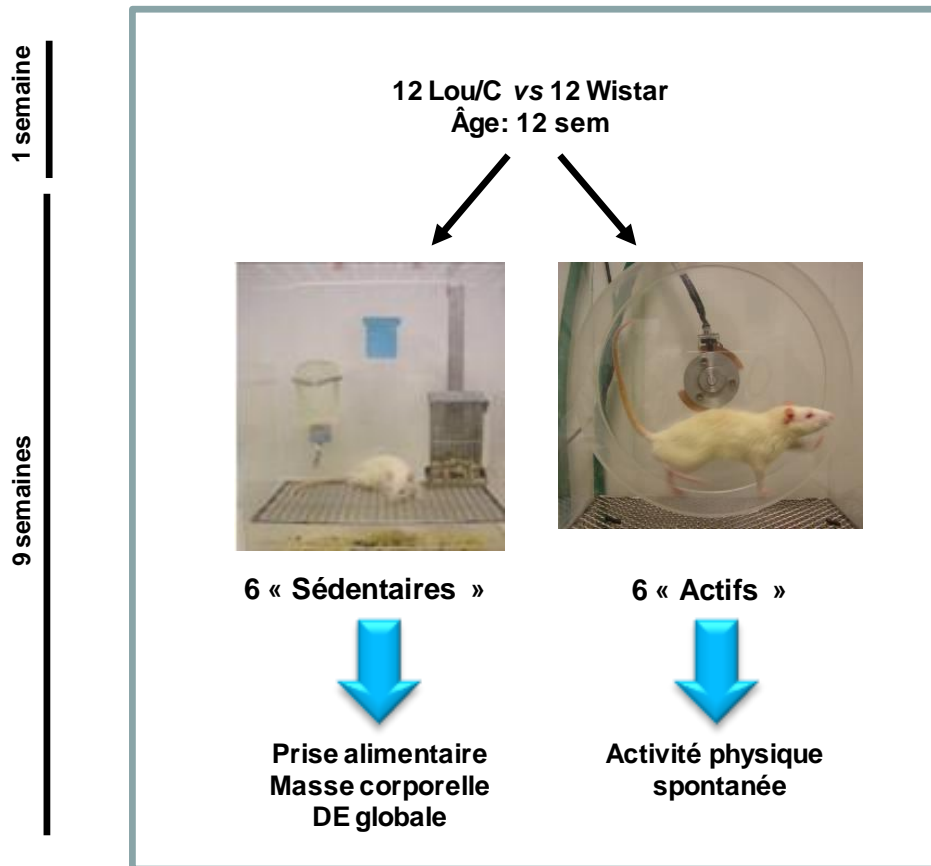 1 semaine
12 Lou/C vs 12 Wistar
Âge: 12 sem
9 semaines
6 « Sédentaires »
6 « Actifs »
Prise alimentaire
Masse corporelle
DE globale
Activité physique
spontanée